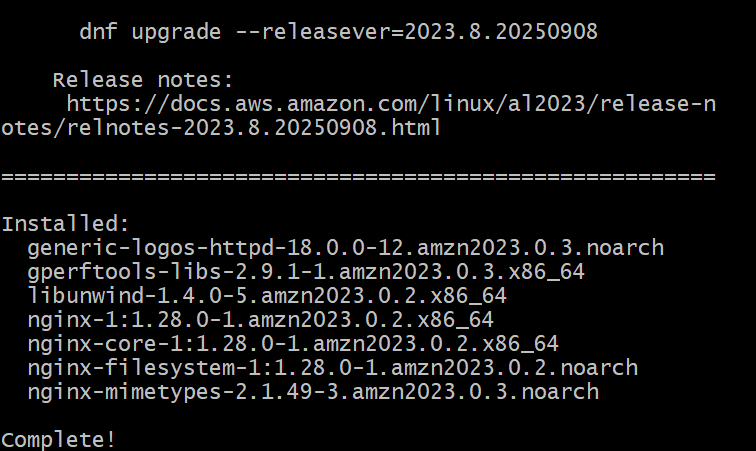 dnf upgrade --releasever=2023.8.20250908
Release notes:
https://docs.aws.amazon.com/linux/al2023/release-n
otes/relnotes-2023.8.20250908.html
=======================================================
Installed:
generic-logos-httpd-18.0.0-12.amzn2023.0.3.noarch
gperftools-libs-2.9.1-1.amzn2023.0.3.x86_64
libunwind-1.4.0-5.amzn2023.0.2.x86_64
nginx-1:1.28.0-1.amzn2023.0.2.x86_64
nginx-core-1:1.28.0-1.amzn2023.0.2.x86_64
nginx-filesystem-1:1.28.0-1.amzn2023.0.2.noarch
nginx-mimetypes-2.1.49-3.amzn2023.0.3.noarch
Complete!